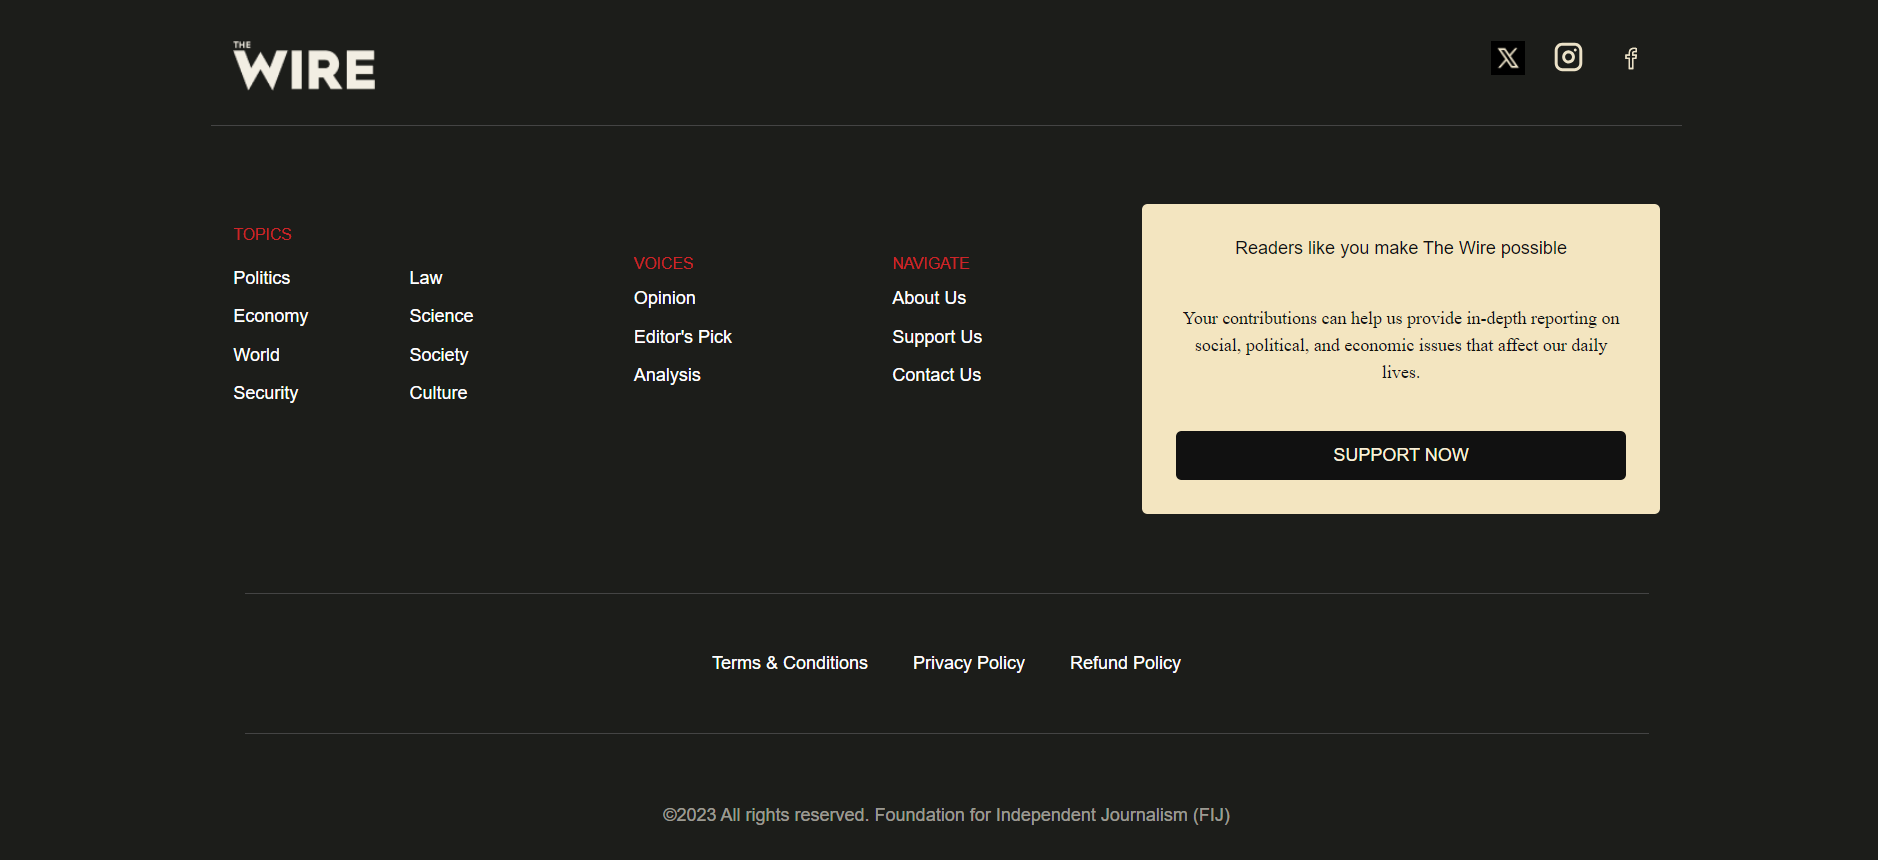 THE
WIRE
TOPICS
Politics
Economy
World
Security
Law
Science
Society
Culture
VOICES
Opinion
Editor's Pick
Analysis
NAVIGATE
About Us
Support Us
Contact Us
Readers like you make The Wire possible
Your contributions can help us provide in-depth reporting on
social, political, and economic issues that affect our daily
lives.
SUPPORT NOW
Terms & Conditions
Privacy Policy
Refund Policy
©2023 All rights reserved. Foundation for Independent Journalism (FIJ)